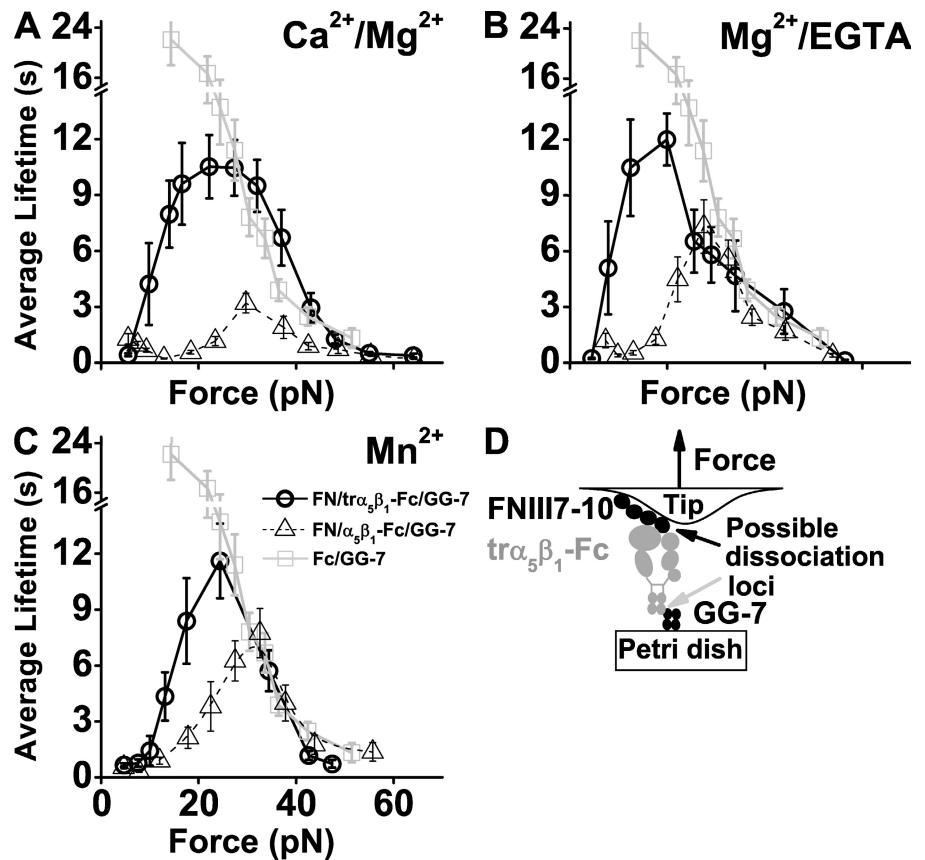 A
Ca2+/Mg2+
24
16
12
9
6
3
0
Average Lifetime (s)
Force (pN)
B
Mg2+/EGTA
24
16
12
9
6
3
0
Force (pN)
C
Mn2+
24
16
12
9
6
3
0
Average Lifetime (s)
FN/trα5β1-Fc/GG-7
FN/α5β1-Fc/GG-7
Fc/GG-7
0 20 40 60
Force (pN)
D
Force
Tip
FNIII7-10
trα5β1-Fc
Possible
dissociation
loci
GG-7
Petri dish